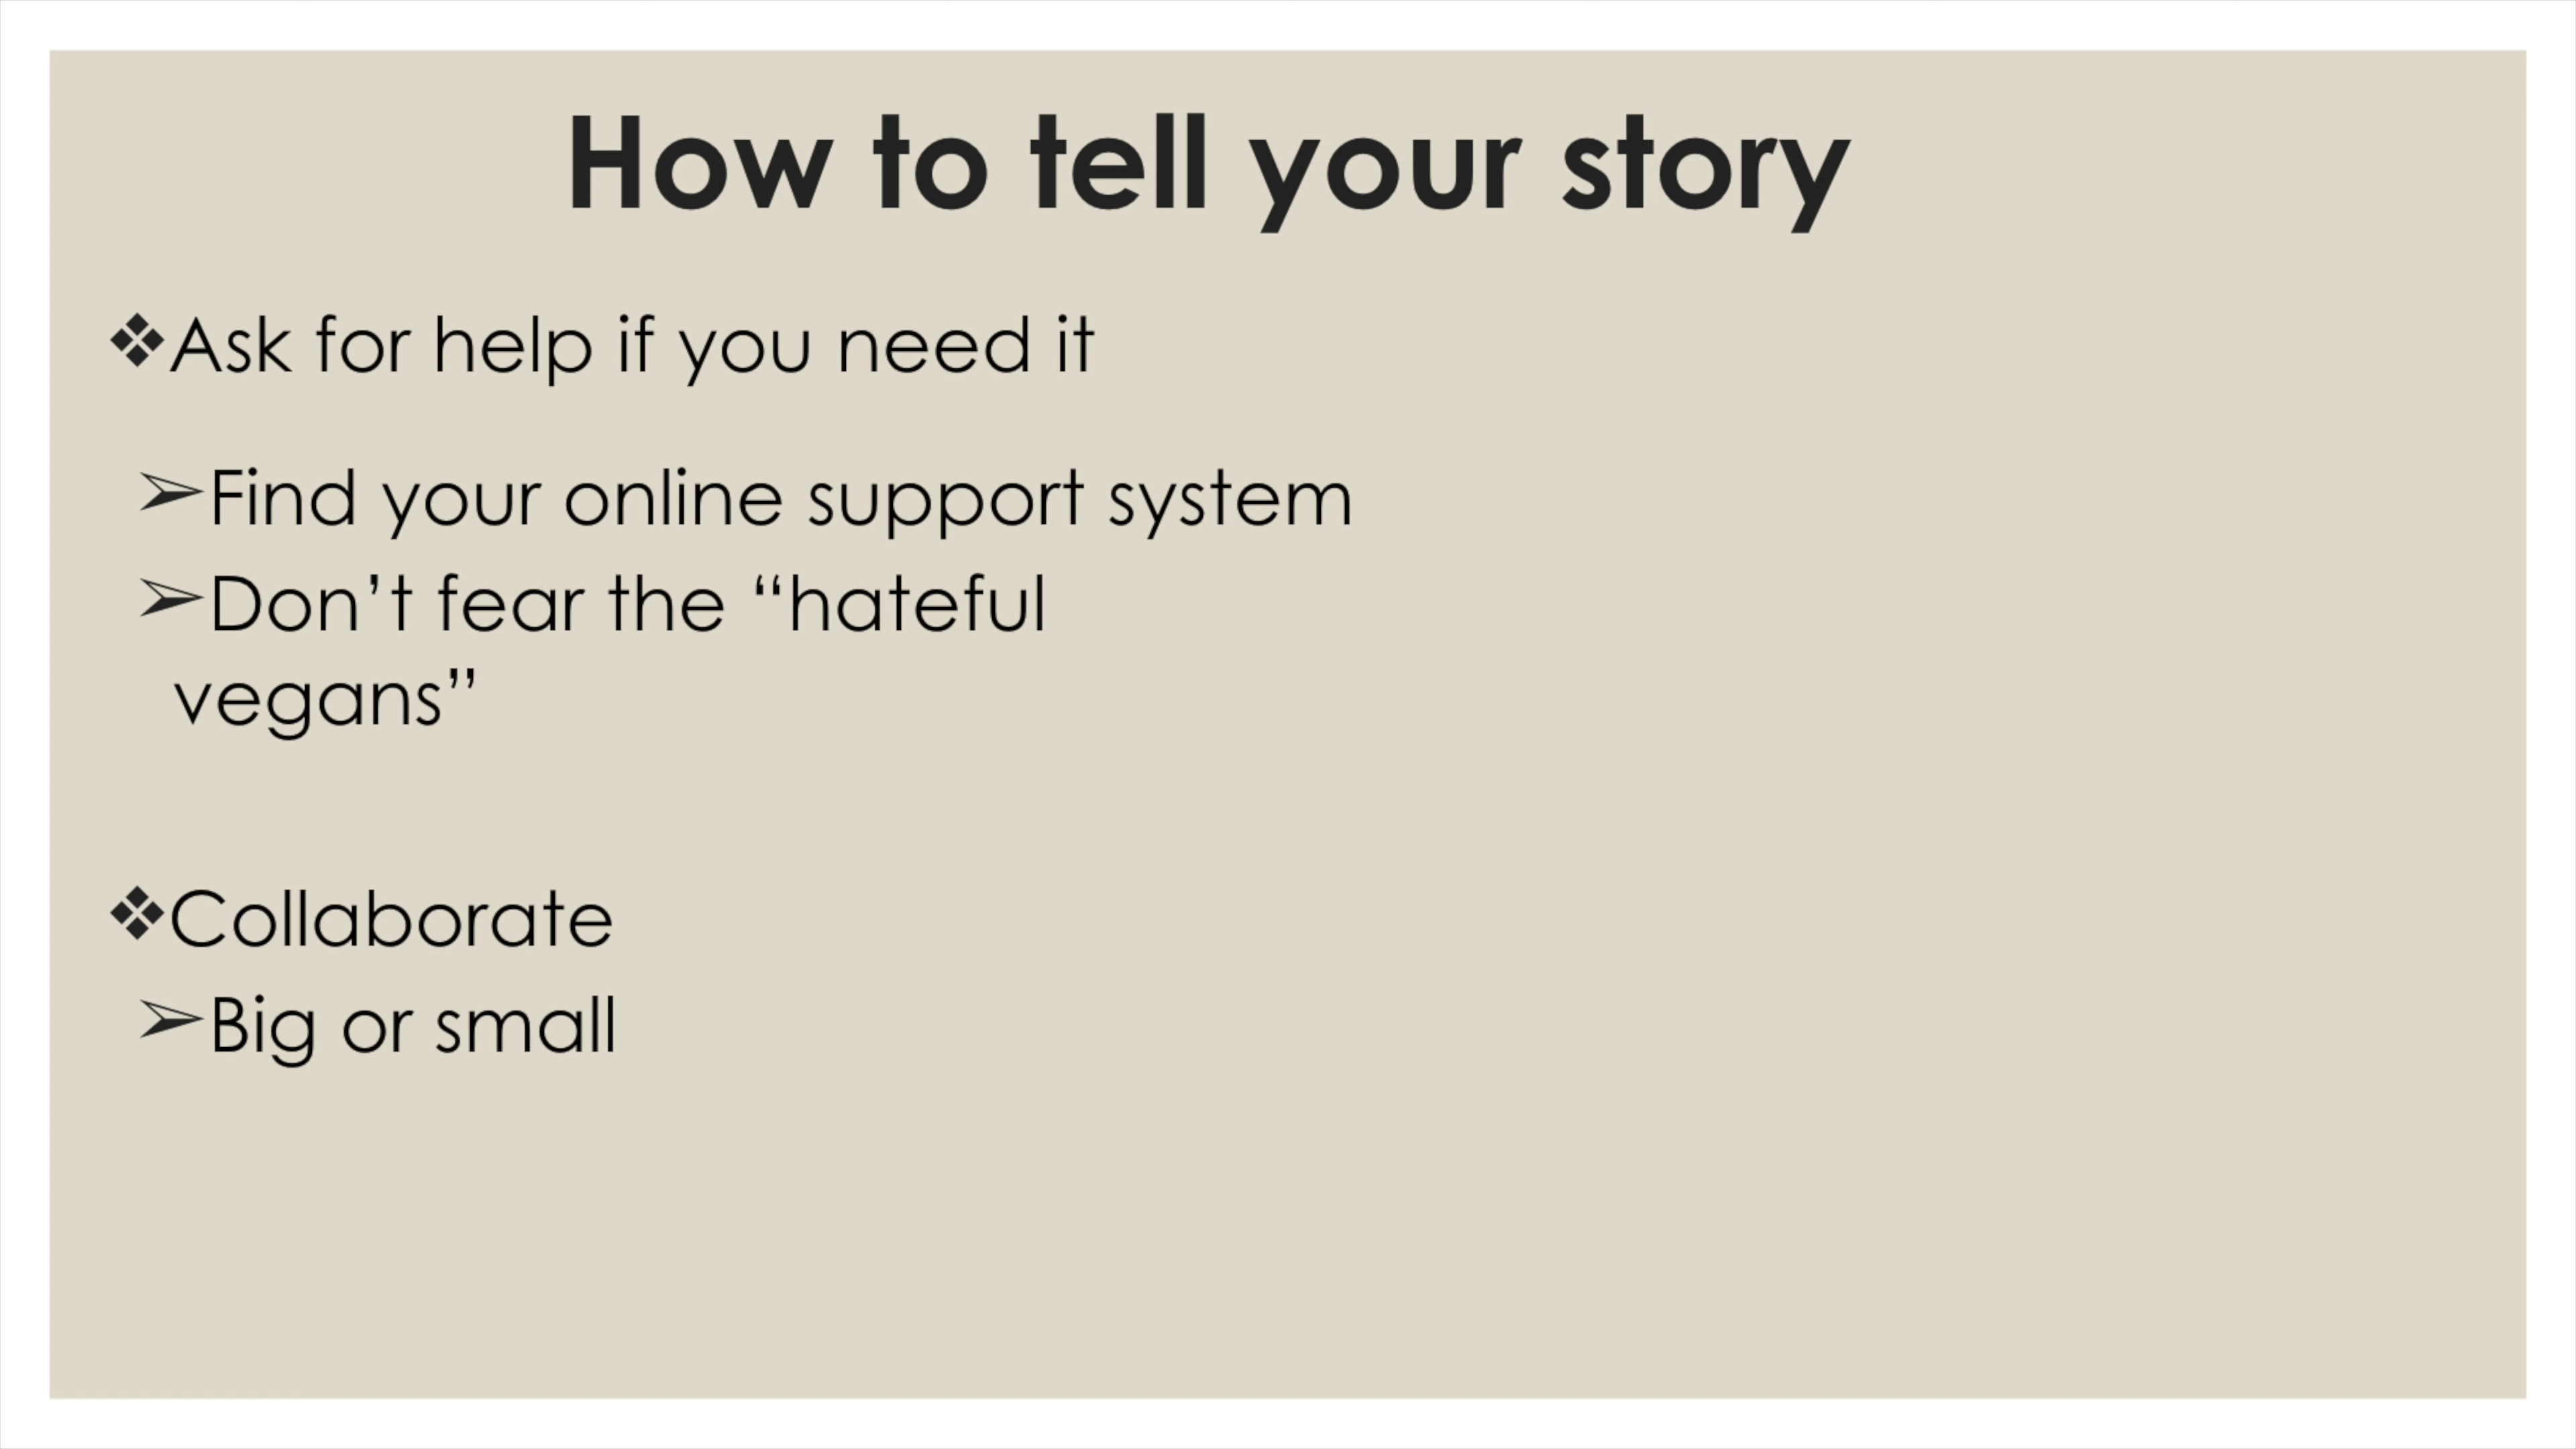 How to tell your story
❖Ask for help if you need it
➢Find your online support system
➢Don’t fear the “hateful
vegans”
❖Collaborate
➢Big or small